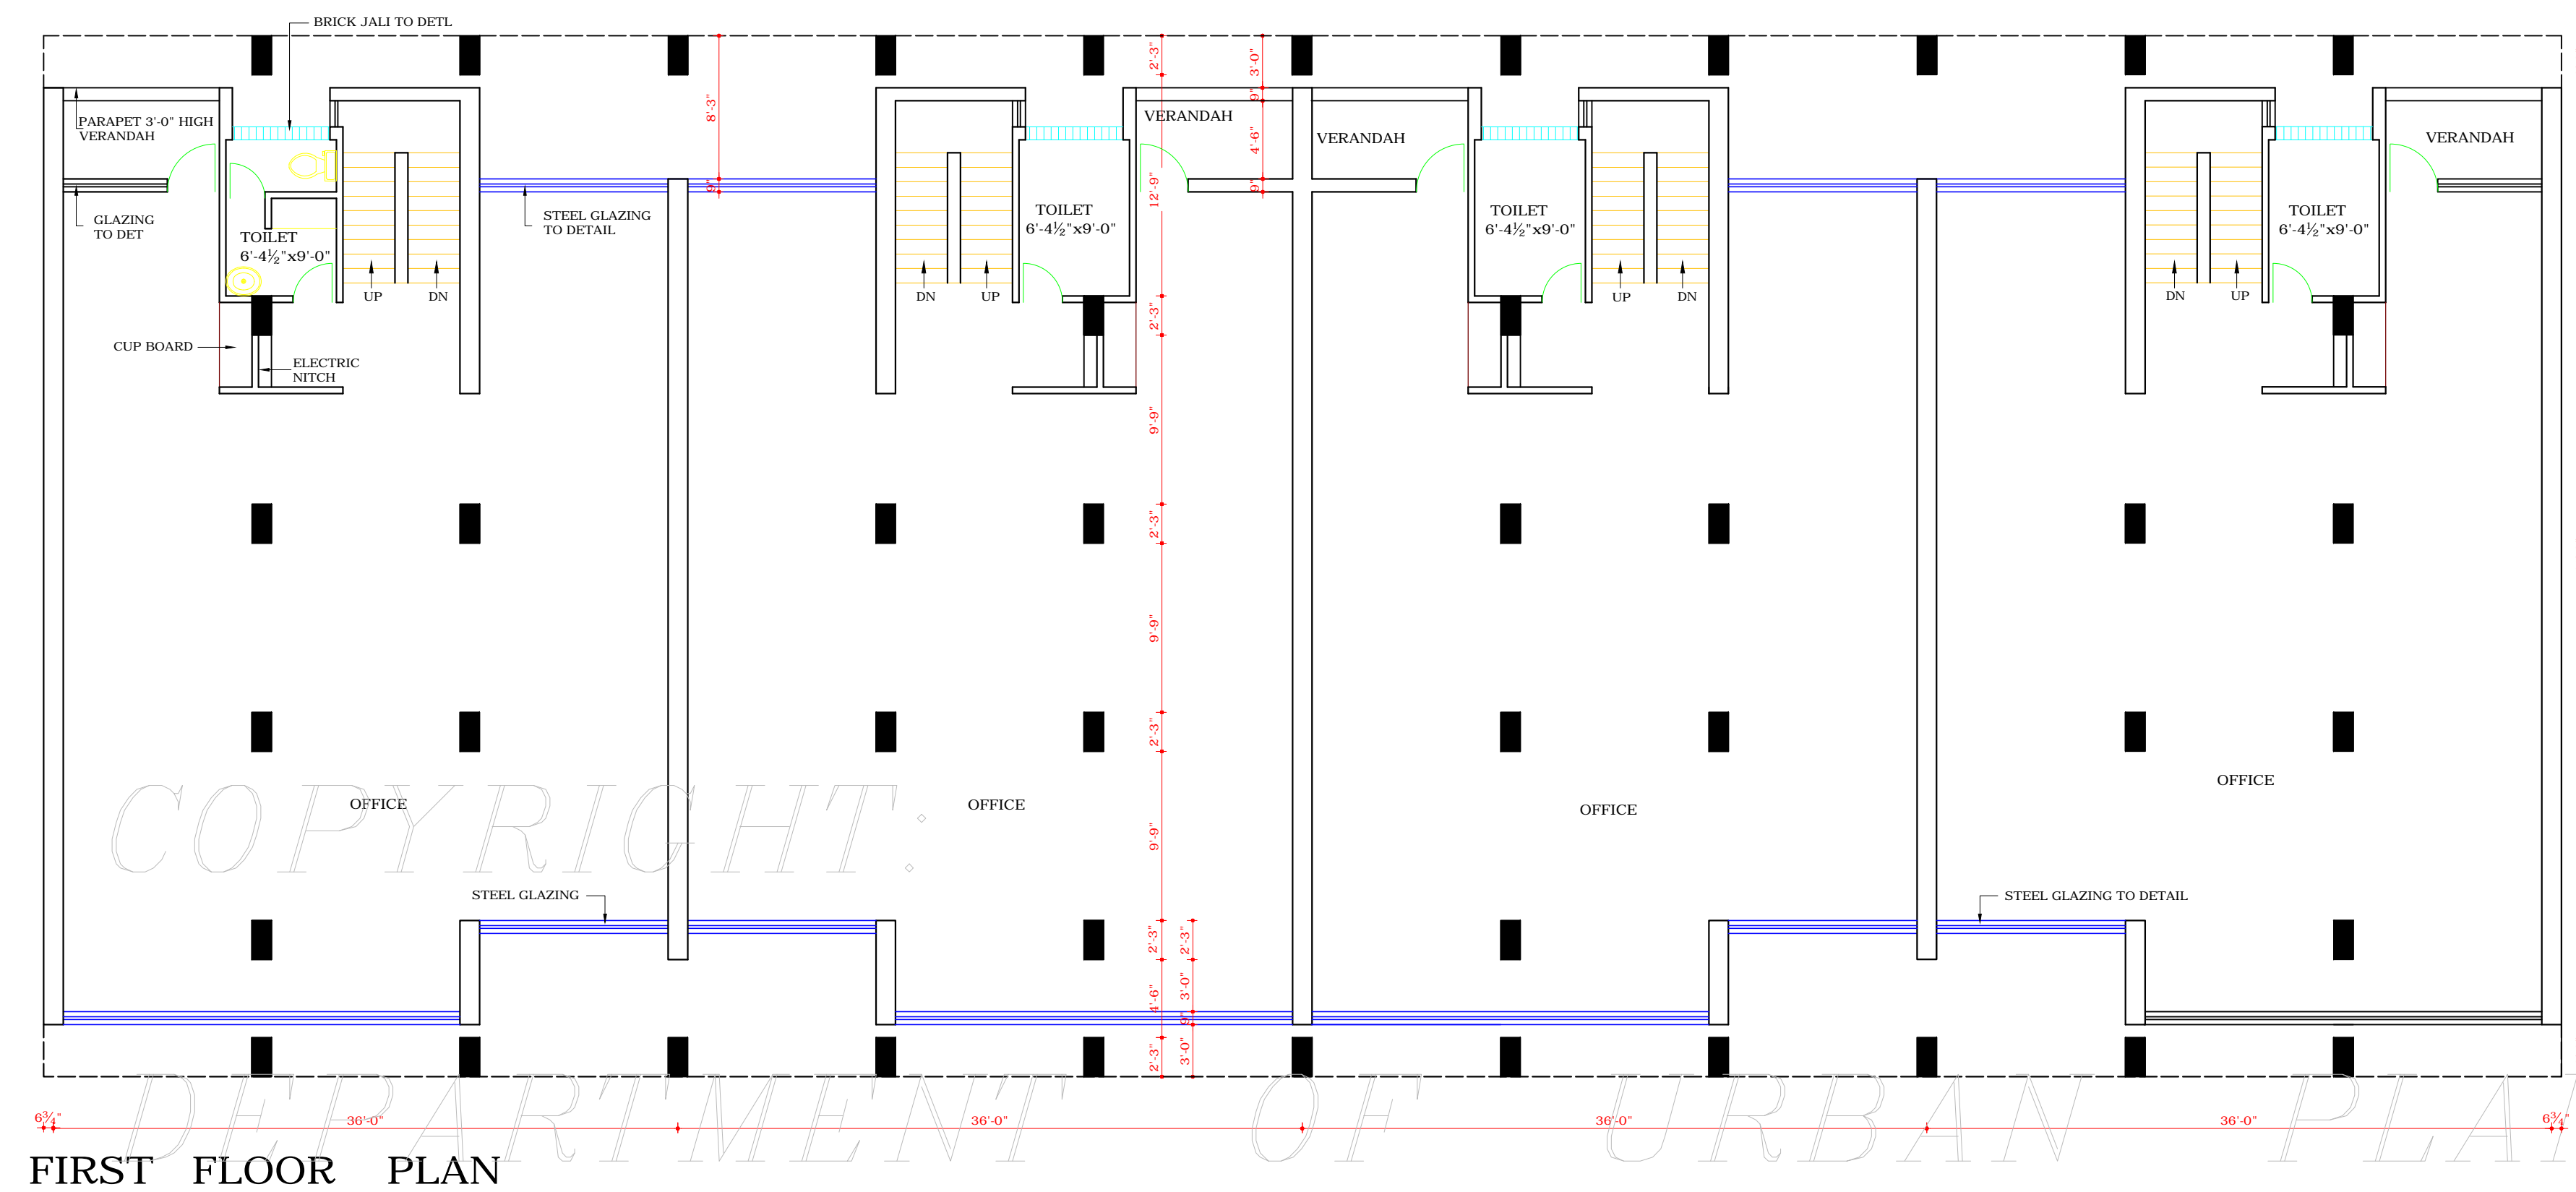 BRICK JALI TO DETL
PARAPET 3'-0" HIGH
VERANDAH
GLAZING
TO DET
TOILET
6'-4½"x9'-0"
UP
DN
CUP BOARD
ELECTRIC
NITCH
STEEL GLAZING
TO DETAIL
8'-3"
9"
DN
UP
TOILET
6'-4½"x9'-0"
VERANDAH
2'-3"
12'-9"
2'-3"
9'-9"
2'-3"
9'-9"
2'-3"
9'-9"
2'-3"
4'-6"
2'-3"
3'-0"
9"
4'-6"
9"
2'-3"
3'-0"
9"
3'-0"
VERANDAH
TOILET
6'-4½"x9'-0"
UP
DN
DN
UP
TOILET
6'-4½"x9'-0"
VERANDAH
OFFICE
OFFICE
OFFICE
OFFICE
COPYRIGHT:
STEEL GLAZING
STEEL GLAZING TO DETAIL
DEPARTMENT OF URBAN PLA
6¾"
36'-0"
36'-0"
36'-0"
36'-0"
6¾"
FIRST FLOOR PLAN